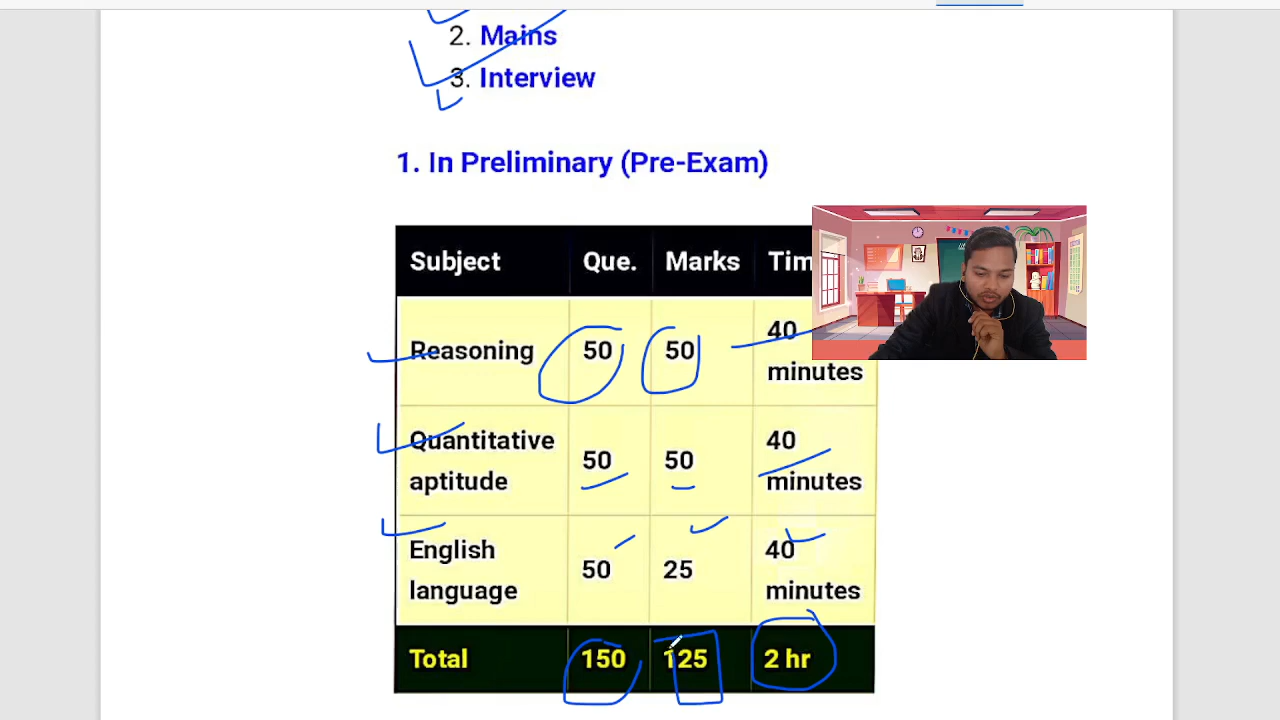 2. Mains
3. Interview
1. In Preliminary (Pre-Exam)
Subject Que. Marks
Reasoning 50 50 40 minutes
Quantitative aptitude 50 50 40 minutes
English language 50 25 40 minutes
Total 150 125 2 hr